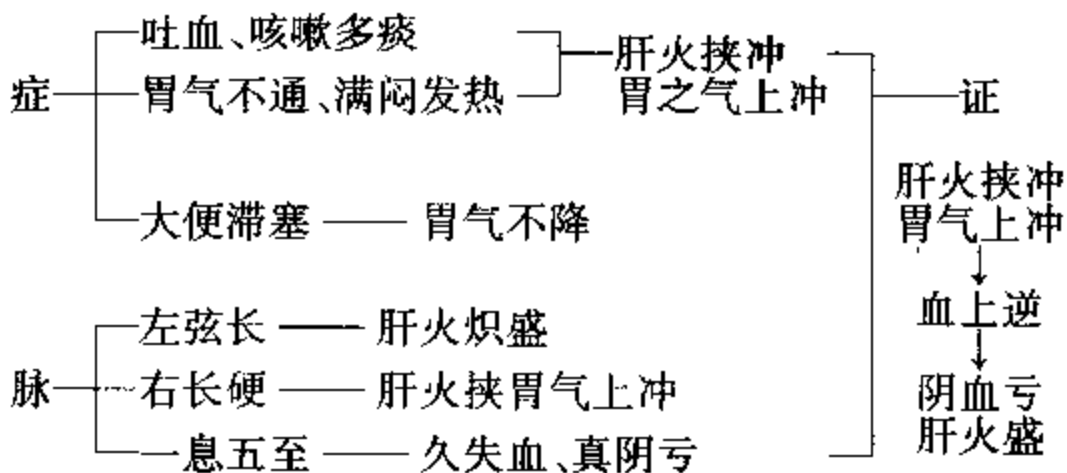 吐血、咳嗽多痰
肝火挟冲
症
胃气不通、满闷发热
胃之气上冲
证
肝火挟冲
胃气上冲
大便滞塞
胃气不降
血上逆
左弦长
肝火炽盛
脉
右长硬
肝火挟胃气上冲
阴血亏
肝火盛
一息五至
久失血、真阴亏